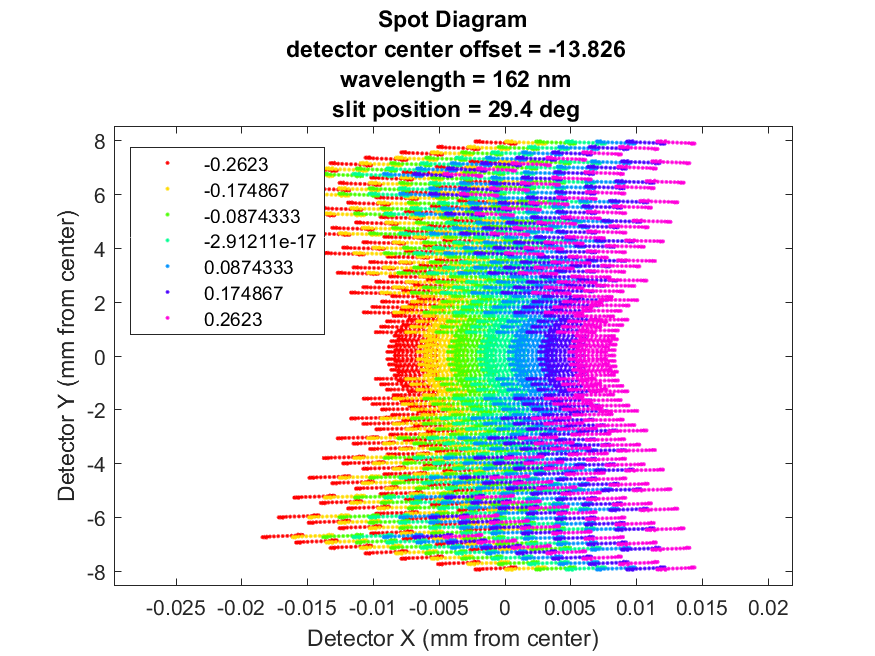 Spot Diagram
detector center offset = -13.826
wavelength = 162 nm
slit position = 29.4 deg
8
6
4
2
0
-2
-4
-6
-8
Detector Y (mm from center)
-0.2623
-0.174867
-0.0874333
-2.91211e-17
0.0874333
0.174867
0.2623
-0.025 -0.02 -0.015 -0.01 -0.005 0 0.005 0.01 0.015 0.02
Detector X (mm from center)